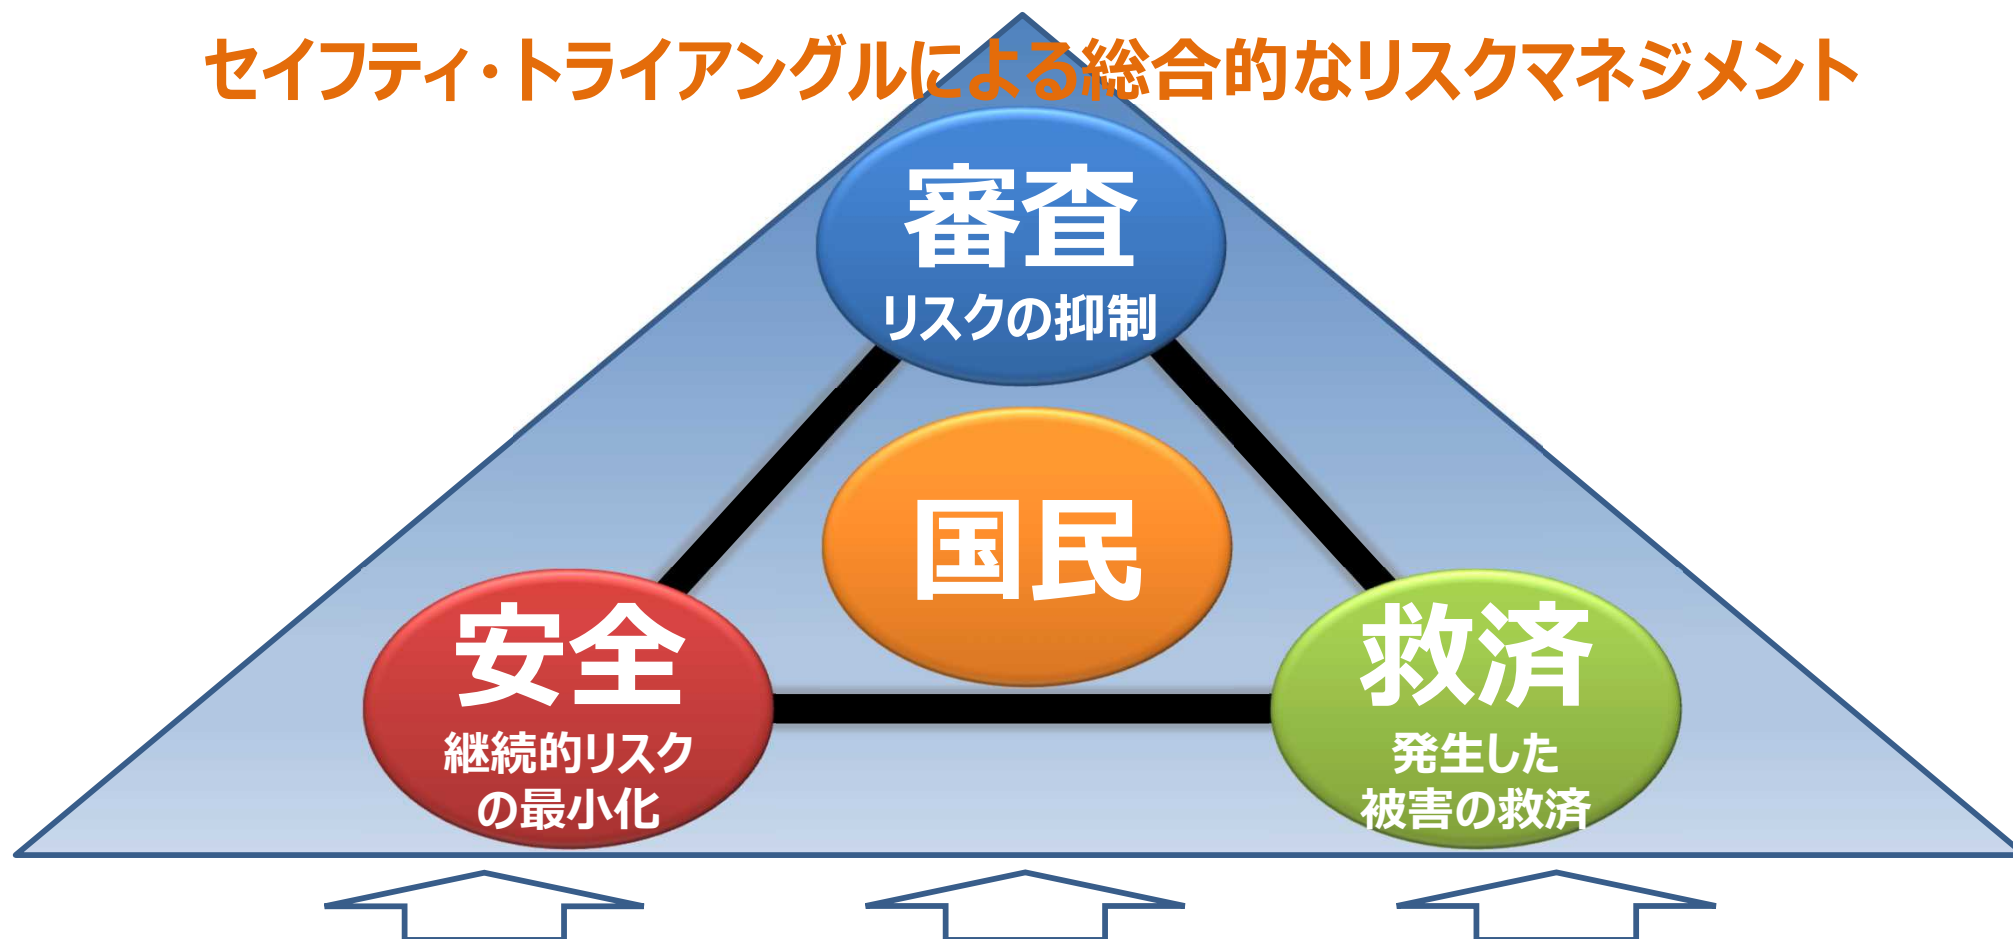 セイフティ・トライアングルによる総合的なリスクマネジメント
審査
リスクの抑制
国民
安全
継続的リスク
の最小化
救済
発生した
被害の救済